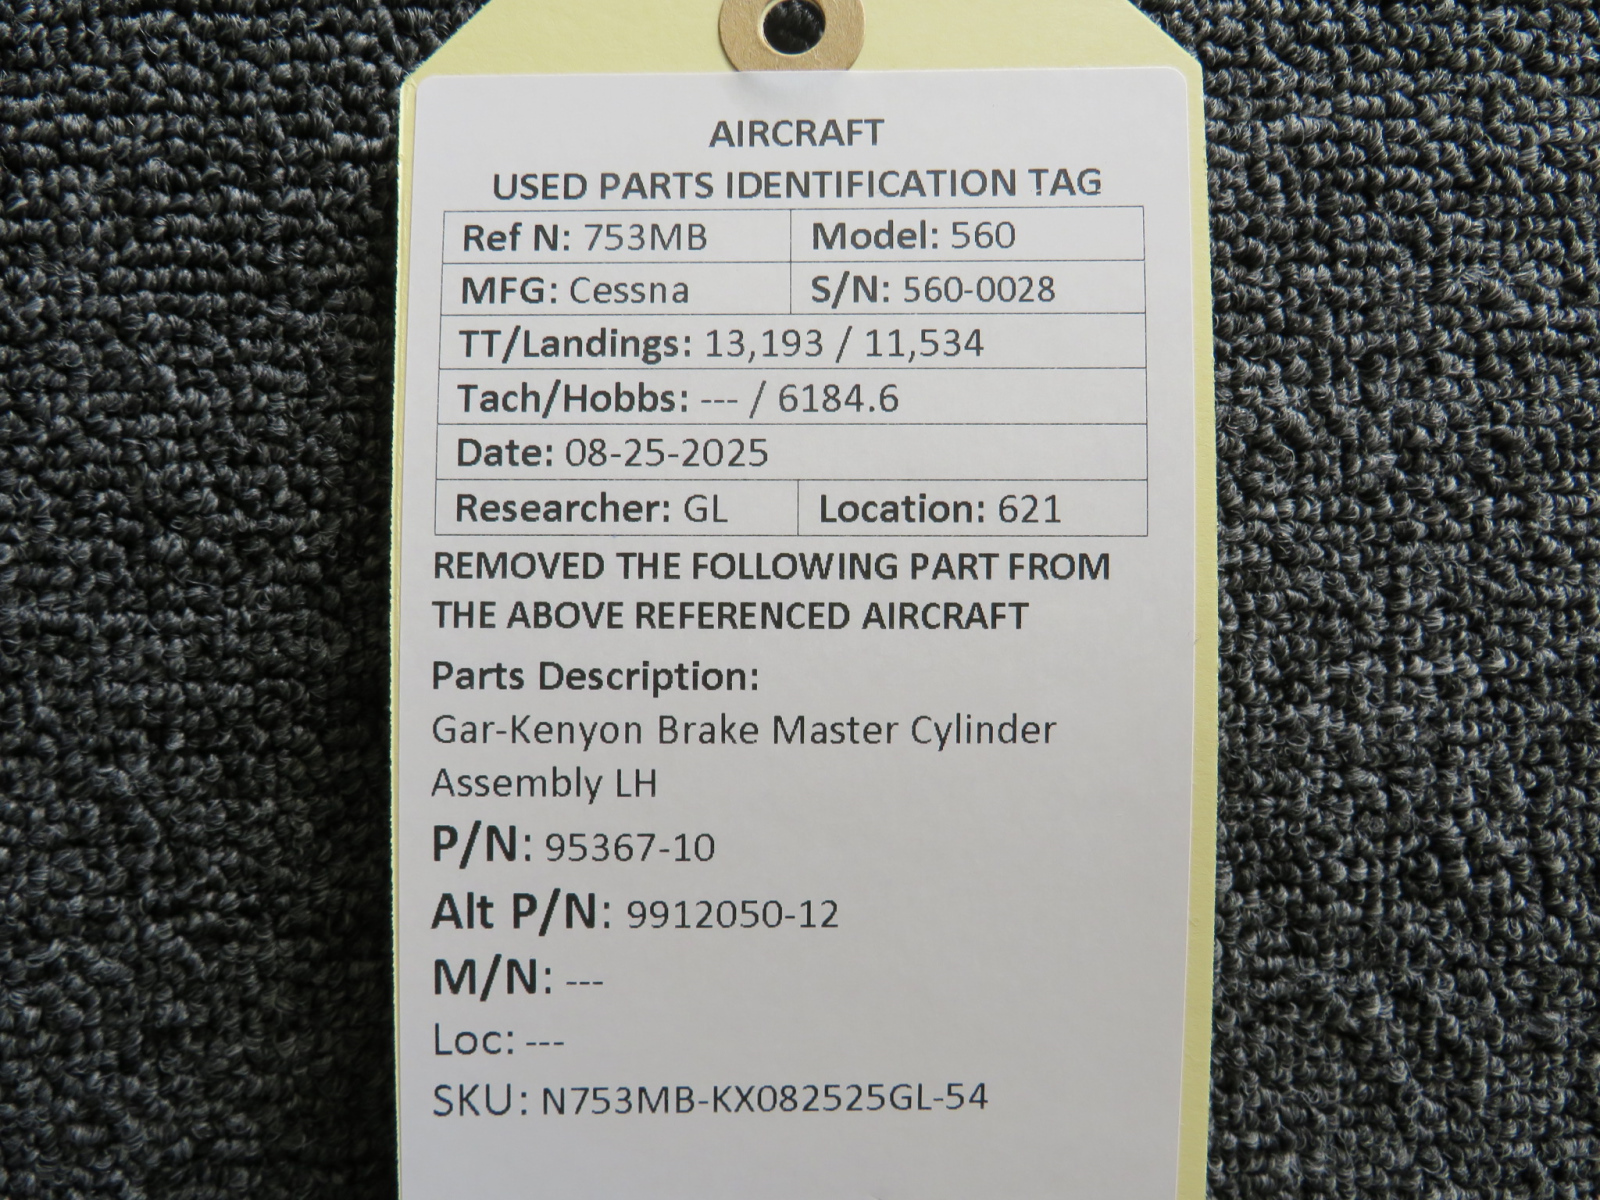 AIRCRAFT
USED PARTS IDENTIFICATION TAG
Ref N: 753MB Model: 560
MFG: Cessna S/N: 560-0028
TT/Landings: 13,193 / 11,534
Tach/Hobbs: --- / 6184.6
Date: 08-25-2025
Researcher: GL Location: 621
REMOVED THE FOLLOWING PART FROM
THE ABOVE REFERENCED AIRCRAFT
Parts Description:
Gar-Kenyon Brake Master Cylinder
Assembly LH
P/N: 95367-10
Alt P/N: 9912050-12
M/N: ---
Loc: ---
SKU: N753MB-KX082525GL-54